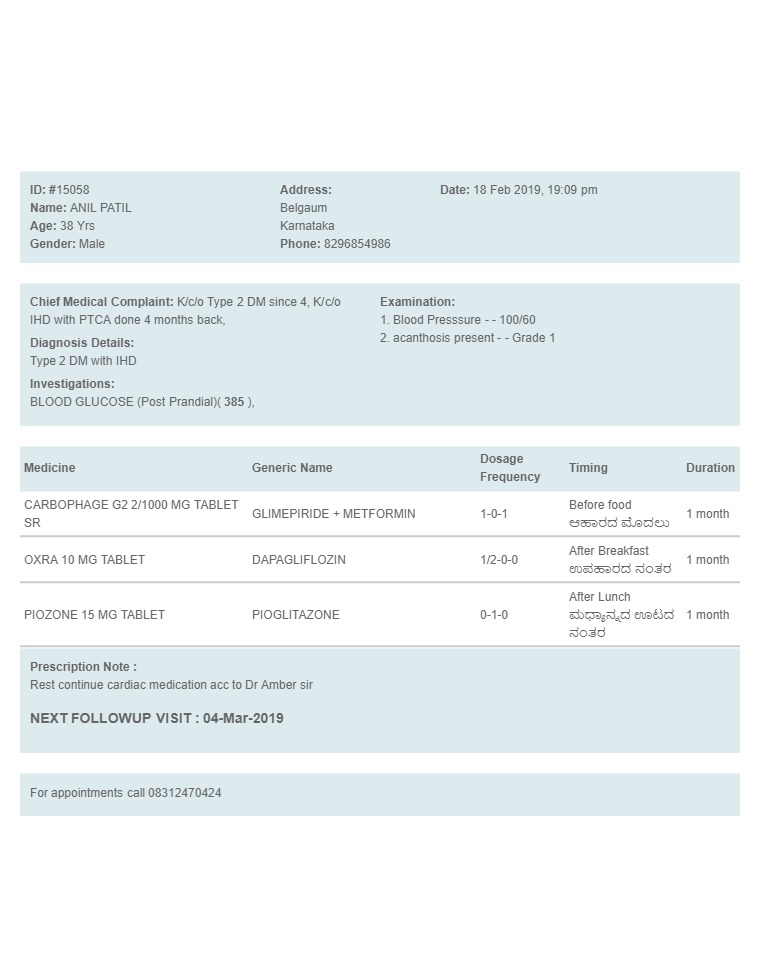 ID: #15058
Name: ANIL PATIL
Age: 38 Yrs
Gender: Male
Address:
Belgaum
Karnataka
Phone: 8296854986
Date: 18 Feb 2019, 19:09 pm
Chief Medical Complaint: K/c/o Type 2 DM since 4, K/c/o
IHD with PTCA done 4 months back,
Diagnosis Details:
Type 2 DM with IHD
Investigations:
BLOOD GLUCOSE (Post Prandial)( 385 ),
Examination:
1. Blood Presssure - - 100/60
2. acanthosis present - - Grade 1
Medicine Generic Name Dosage Frequency Timing Duration
CARBOPHAGE G2 2/1000 MG TABLET SR GLIMEPIRIDE + METFORMIN 1-0-1 Before food ಆಹಾರದ ಮೊದಲು 1 month
OXRA 10 MG TABLET DAPAGLIFLOZIN 1/2-0-0 After Breakfast ಉಪಹಾರದ ನಂತರ 1 month
PIOZONE 15 MG TABLET PIOGLITAZONE 0-1-0 After Lunch ಮಧ್ಯಾನ್ನದ ಊಟದ ನಂತರ 1 month
Prescription Note :
Rest continue cardiac medication acc to Dr Amber sir
NEXT FOLLOWUP VISIT : 04-Mar-2019
For appointments call 08312470424